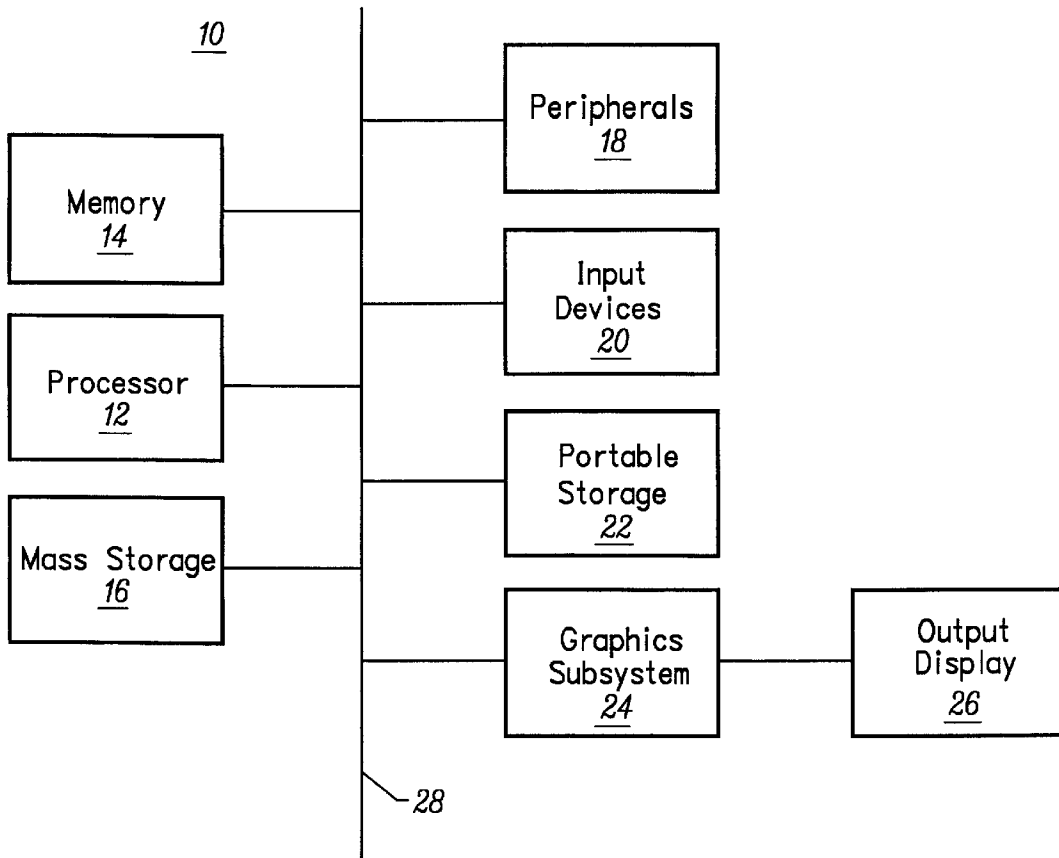 10
Memory
14
Processor
12
Mass Storage
16
Peripherals
18
Input
Devices
20
Portable
Storage
22
Graphics
Subsystem
24
Output
Display
26
28